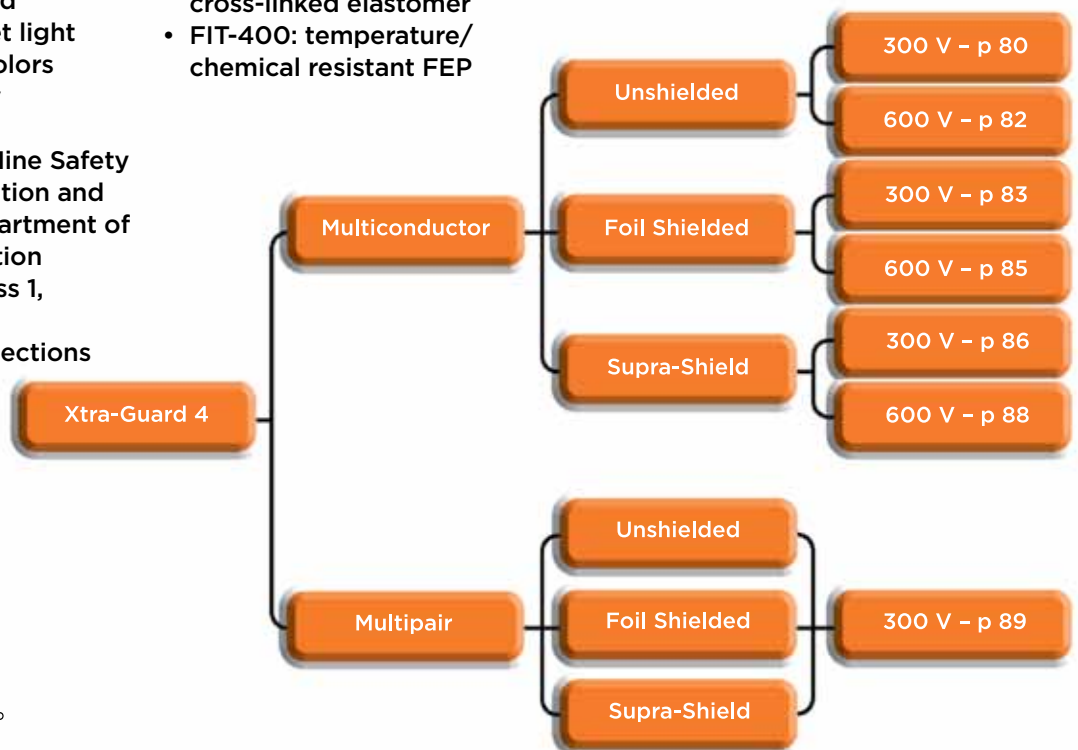 cross-linked elastomer
• FIT-400: temperature/
chemical resistant FEP
et light
olors
line Safety
tion and
artment of
tion
ss 1,
ections
Xtra-Guard 4
Multiconductor
Unshielded
300 V – p 80
600 V – p 82
Foil Shielded
300 V – p 83
600 V – p 85
Supra-Shield
300 V – p 86
600 V – p 88
Multipair
Unshielded
Foil Shielded
Supra-Shield
300 V – p 89